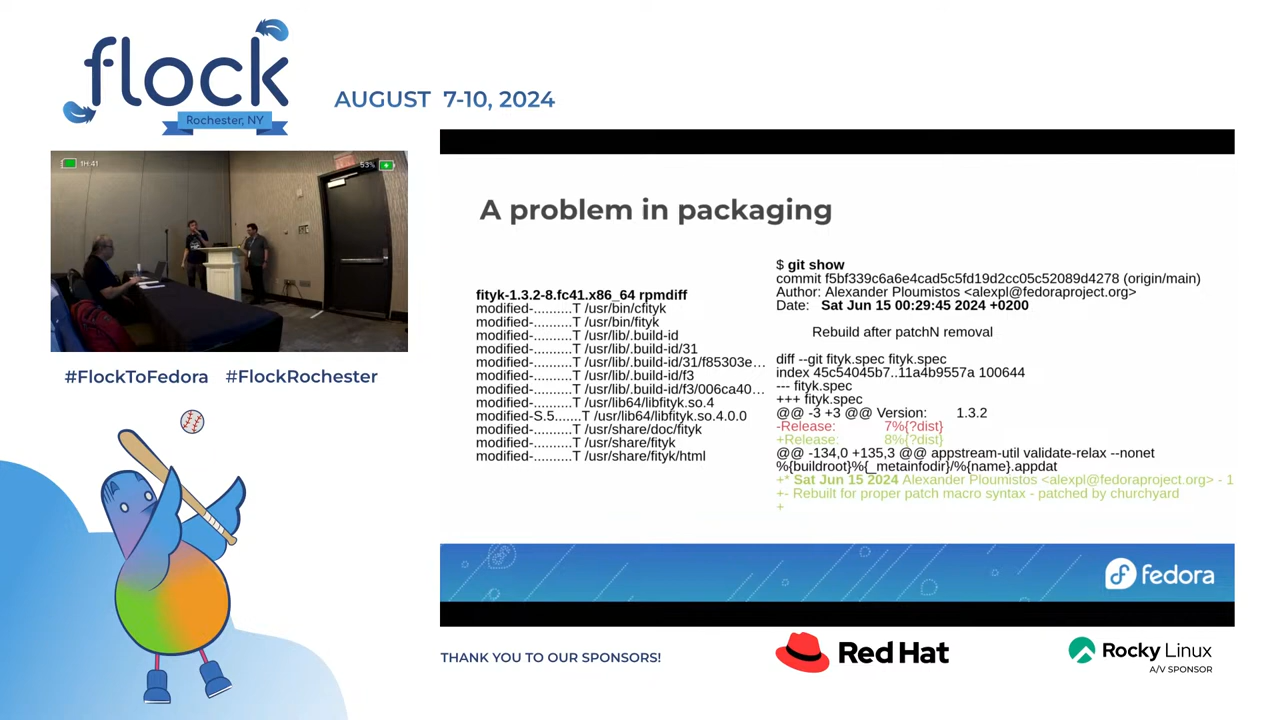 flock
Rochester, NY
AUGUST 7-10, 2024
1H 41
53%
#FlockToFedora #FlockRochester
A problem in packaging
fityk-1.3.2-8.fc41.x86_64 rpmdiff
modified-..........T /usr/bin/cfityk
modified-..........T /usr/bin/fityk
modified-..........T /usr/lib/.build-id
modified-..........T /usr/lib/.build-id/31
modified-..........T /usr/lib/.build-id/31/f85303e…
modified-..........T /usr/lib/.build-id/f3
modified-..........T /usr/lib/.build-id/f3/006ca40…
modified-..........T /usr/lib64/libfityk.so.4
modified-S.5.......T /usr/lib64/libfityk.so.4.0.0
modified-..........T /usr/share/doc/fityk
modified-..........T /usr/share/fityk
modified-..........T /usr/share/fityk/html
$ git show
commit f5bf339c6a6e4cad5c5fd19d2cc05c52089d4278 (origin/main)
Author: Alexander Ploumistos <alexpl@fedoraproject.org>
Date: Sat Jun 15 00:29:45 2024 +0200
Rebuild after patchN removal
diff --git fityk.spec fityk.spec
index 45c54045b7..11a4b9557a 100644
--- fityk.spec
+++ fityk.spec
@@ -3 +3 @@ Version: 1.3.2
-Release: 7%{?dist}
+Release: 8%{?dist}
@@ -134,0 +135,3 @@ appstream-util validate-relax --nonet
%{buildroot}%{_metainfodir}/%{name}.appdat
+* Sat Jun 15 2024 Alexander Ploumistos <alexpl@fedoraproject.org> - 1
+- Rebuilt for proper patch macro syntax - patched by churchyard
+
fedora
THANK YOU TO OUR SPONSORS!
Red Hat
Rocky Linux
A/V SPONSOR